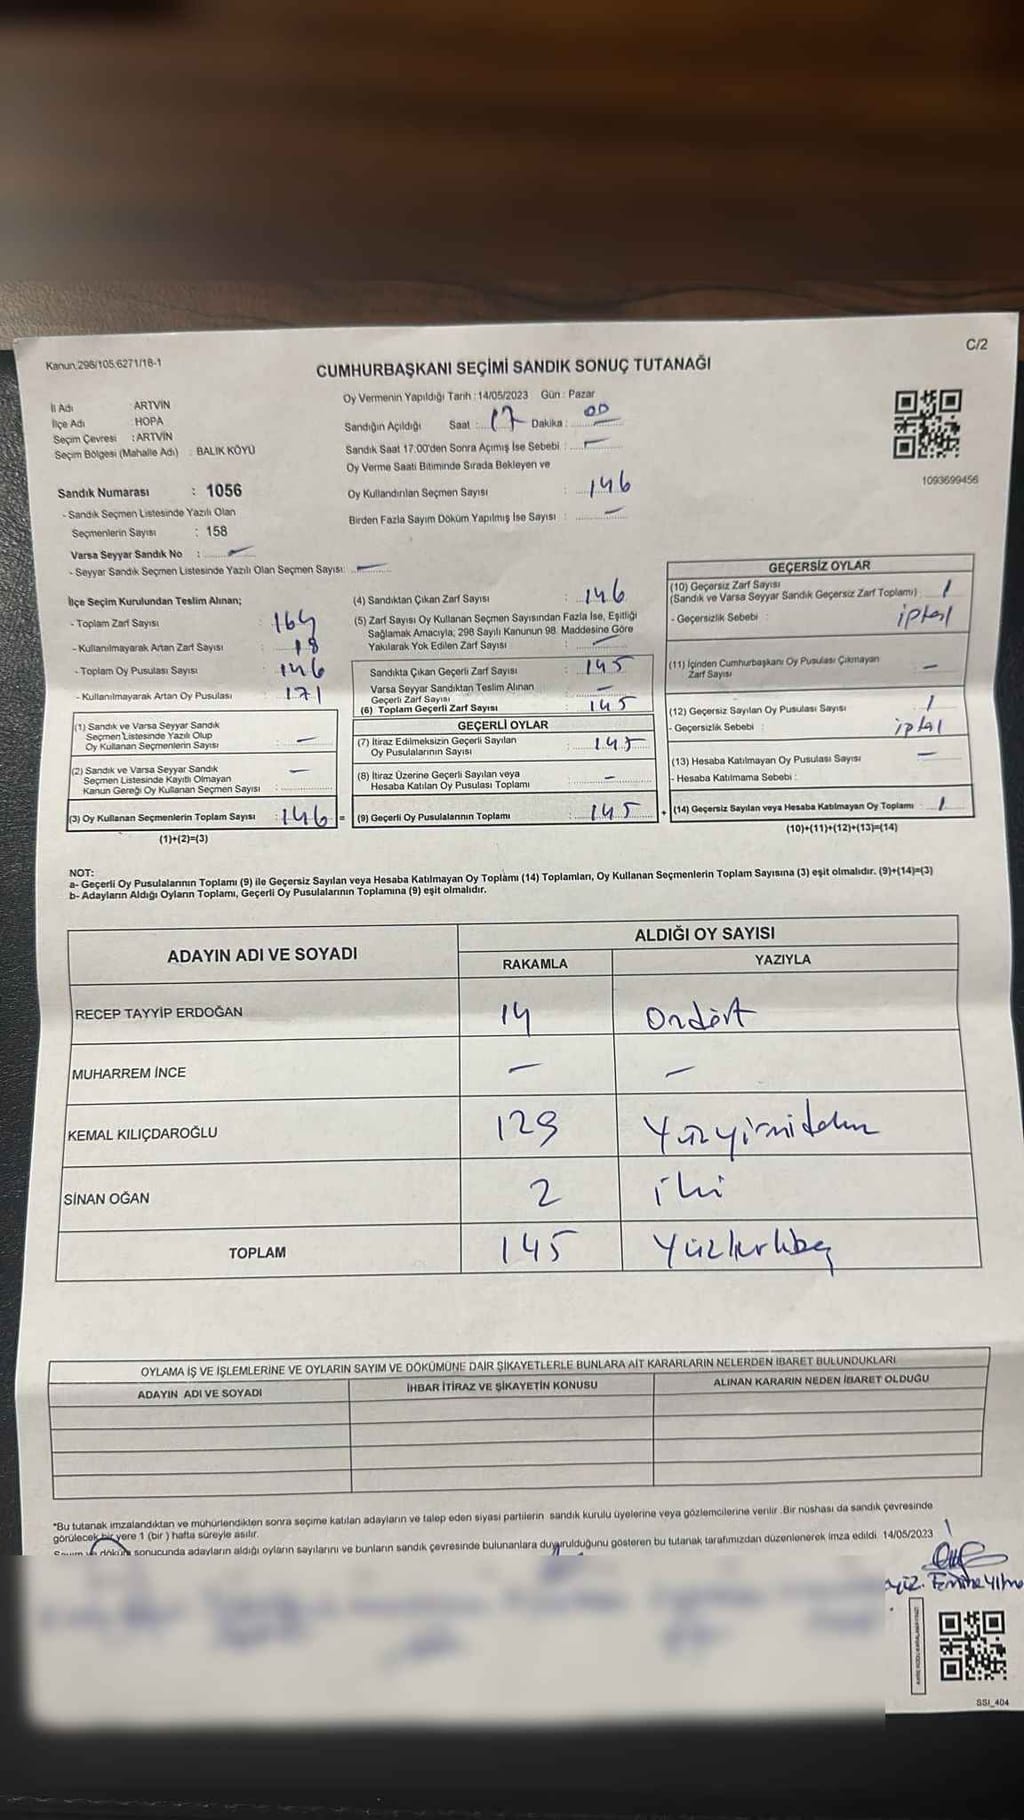 Kanun.298/105.6271/18-1
C/2
CUMHURBAŞKANI SEÇİMİ SANDIK SONUÇ TUTANAĞI
İl Adı : ARTVİN
İlçe Adı : HOPA
Seçim Çevresi : ARTVİN
Seçim Bölgesi (Mahalle Adı) : BALIK KÖYÜ
Sandık Numarası : 1056
- Sandık Seçmen Listesinde Yazılı Olan
Seçmenlerin Sayısı : 158
Varsa Seyyar Sandık No : –
- Seyyar Sandık Seçmen Listesinde Yazılı Olan Seçmen Sayısı: –
Oy Vermenin Yapıldığı Tarih : 14/05/2023 Gün : Pazar
Sandığın Açıldığı Saat : 17 Dakika : 00
Sandık Saat 17:00'den Sonra Açımış İse Sebebi : –
Oy Verme Saati Bitiminde Sırada Bekleyen ve
Oy Kullandırılan Seçmen Sayısı : 146
Birden Fazla Sayım Döküm Yapılmış İse Sayısı : –
1093699456
İlçe Seçim Kurulundan Teslim Alınan;
- Toplam Zarf Sayısı : 164
- Kullanılmayarak Artan Zarf Sayısı : 18
- Toplam Oy Pusulası Sayısı : 146
- Kullanılmayarak Artan Oy Pusulası : 171
(1) Sandık ve Varsa Seyyar Sandık
Seçmen Listesinde Yazılı Olup
Oy Kullanan Seçmenlerin Sayısı : –
(2) Sandık ve Varsa Seyyar Sandık
Seçmen Listesinde Kayıtlı Olmayan
Kanun Gereği Oy Kullanan Seçmen Sayısı : –
(3) Oy Kullanan Seçmenlerin Toplam Sayısı : 146 =
(1)+(2)=(3)
(4) Sandıktan Çıkan Zarf Sayısı : 146
(5) Zarf Sayısı Oy Kullanan Seçmen Sayısından Fazla İse, Eşitliği
Sağlamak Amacıyla, 298 Sayılı Kanunun 98. Maddesine Göre
Yakılarak Yok Edilen Zarf Sayısı : –
Sandıkta Çıkan Geçerli Zarf Sayısı : 145
Varsa Seyyar Sandıktan Teslim Alınan
Geçerli Zarf Sayısı : –
(6) Toplam Geçerli Zarf Sayısı : 145
GEÇERLİ OYLAR
(7) İtiraz Edilmeksizin Geçerli Sayılan
Oy Pusulalarının Sayısı : 145
(8) İtiraz Üzerine Geçerli Sayılan veya
Hesaba Katılan Oy Pusulası Toplamı : –
(9) Geçerli Oy Pusulalarının Toplamı : 145 +
GEÇERSİZ OYLAR
(10) Geçersiz Zarf Sayısı
(Sandık ve Varsa Seyyar Sandık Geçersiz Zarf Toplamı) : 1
- Geçersizlik Sebebi : iptal
(11) İçinden Cumhurbaşkanı Oy Pusulası Çıkmayan
Zarf Sayısı : –
(12) Geçersiz Sayılan Oy Pusulası Sayısı : 1
- Geçersizlik Sebebi : iptal
(13) Hesaba Katılmayan Oy Pusulası Sayısı : –
- Hesaba Katılmama Sebebi :
(14) Geçersiz Sayılan veya Hesaba Katılmayan Oy Toplamı : 1
(10)+(11)+(12)+(13)=(14)
NOT:
a- Geçerli Oy Pusulalarının Toplamı (9) ile Geçersiz Sayılan veya Hesaba Katılmayan Oy Toplamı (14) Toplamları, Oy Kullanan Seçmenlerin Toplam Sayısına (3) eşit olmalıdır. (9)+(14)=(3)
b- Adayların Aldığı Oyların Toplamı, Geçerli Oy Pusulalarının Toplamına (9) eşit olmalıdır.
ADAYIN ADI VE SOYADI ALDIĞI OY SAYISI
RAKAMLA YAZIYLA
RECEP TAYYİP ERDOĞAN 14 Ondört
MUHARREM İNCE – –
KEMAL KILIÇDAROĞLU 129 Yüzyirmidokuz
SİNAN OĞAN 2 iki
TOPLAM 145 Yüzkırkbeş
OYLAMA İŞ VE İŞLEMLERİNE VE OYLARIN SAYIM VE DÖKÜMÜNE DAİR ŞİKAYETLERLE BUNLARA AİT KARARLARIN NELERDEN İBARET BULUNDUKLARI
ADAYIN ADI VE SOYADI İHBAR İTİRAZ VE ŞİKAYETİN KONUSU ALINAN KARARIN NEDEN İBARET OLDUĞU
*Bu tutanak imzalandıktan ve mühürlendikten sonra seçime katılan adayların ve talep eden siyasi partilerin sandık kurulu üyelerine veya gözlemcilerine verilir. Bir nüshası da sandık çevresinde
görülecek bir yere 1 (bir) hafta süreyle asılır.
Sayım ve döküm sonucunda adayların aldığı oyların sayılarını ve bunların sandık çevresinde bulunanlara duyurulduğunu gösteren bu tutanak tarafımızdan düzenlenerek imza edildi. 14/05/2023
SSI_404